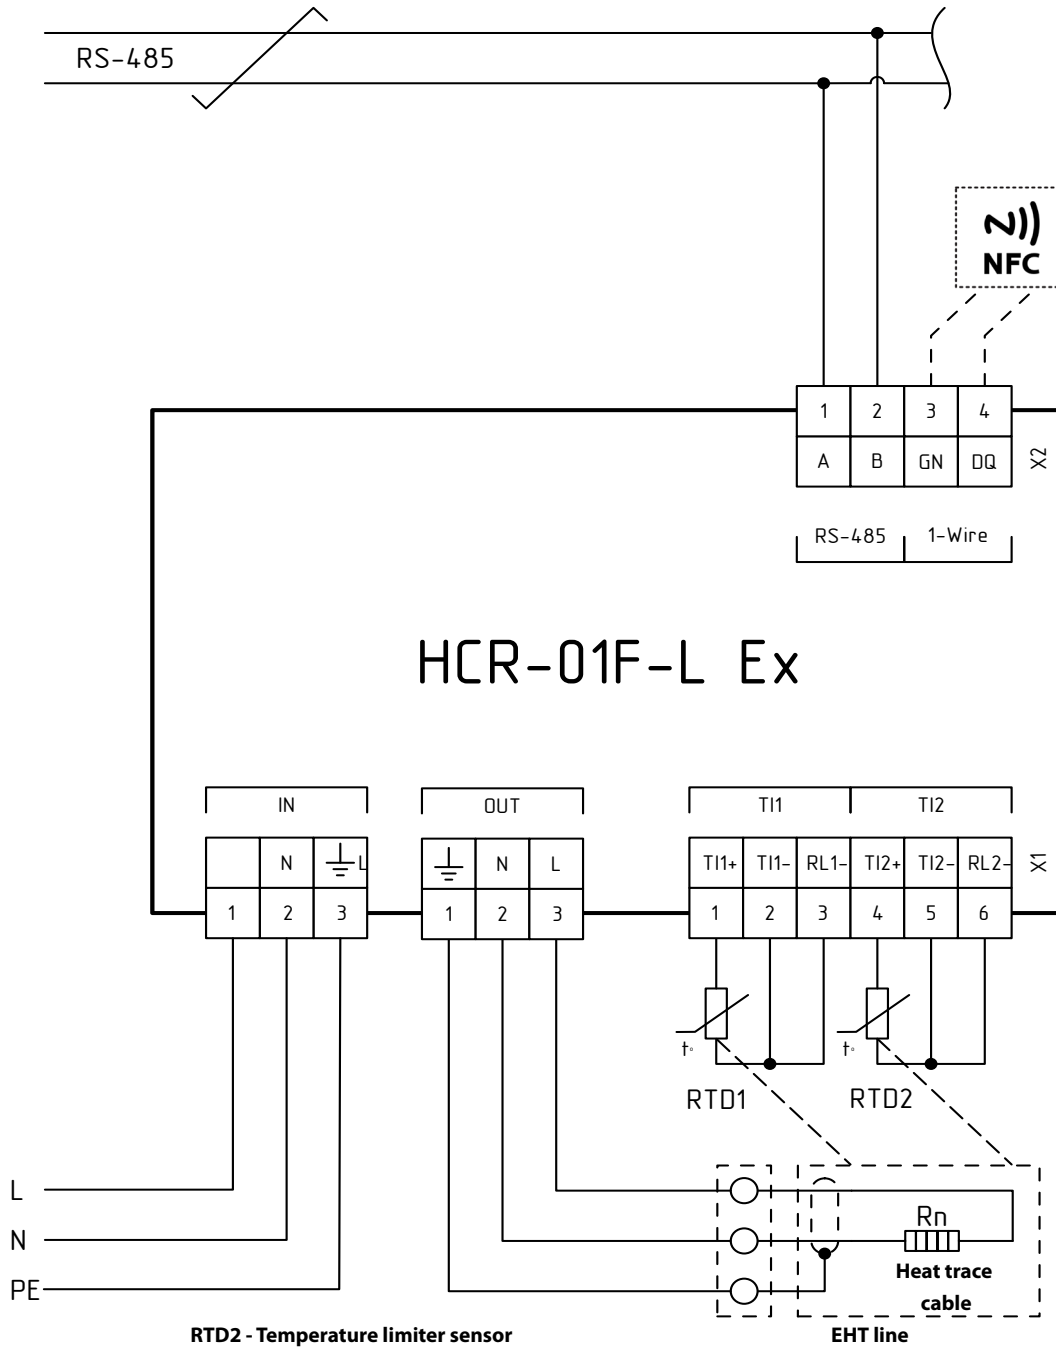 RS-485
NFC
1 2 3 4
A B GN DQ
X2
RS-485 1-Wire
HCR-01F-L Ex
IN OUT TI1 TI2
N L N L TI1+ TI1- RL1- TI2+ TI2- RL2-
X1
1 2 3 1 2 3 1 2 3 4 5 6
t° t°
RTD1 RTD2
L
N
PE
Rn
Heat trace
cable
RTD2 - Temperature limiter sensor
EHT line